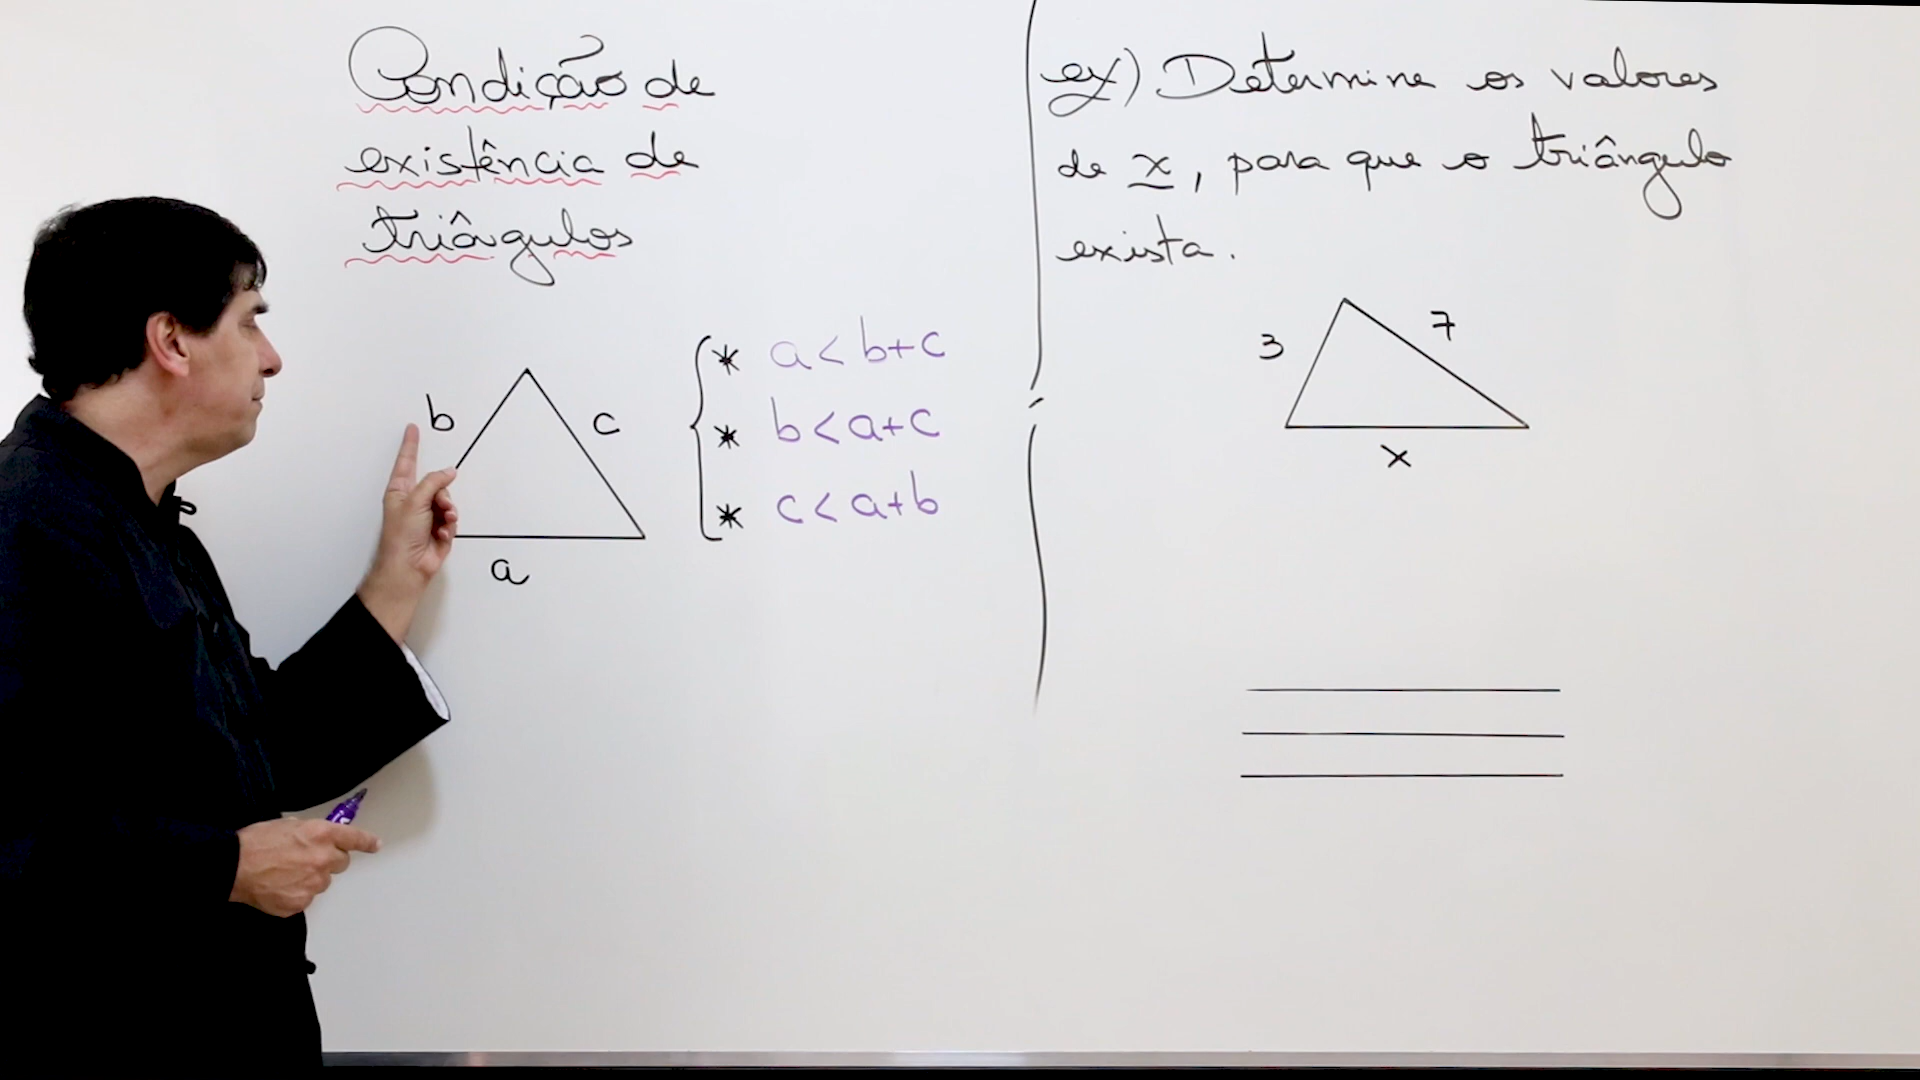 Condição de
existência de
triângulos
b
c
a
* a < b + c
* b < a + c
* c < a + b
ex) Determine os valores
de x, para que o triângulo
exista.
3
7
x